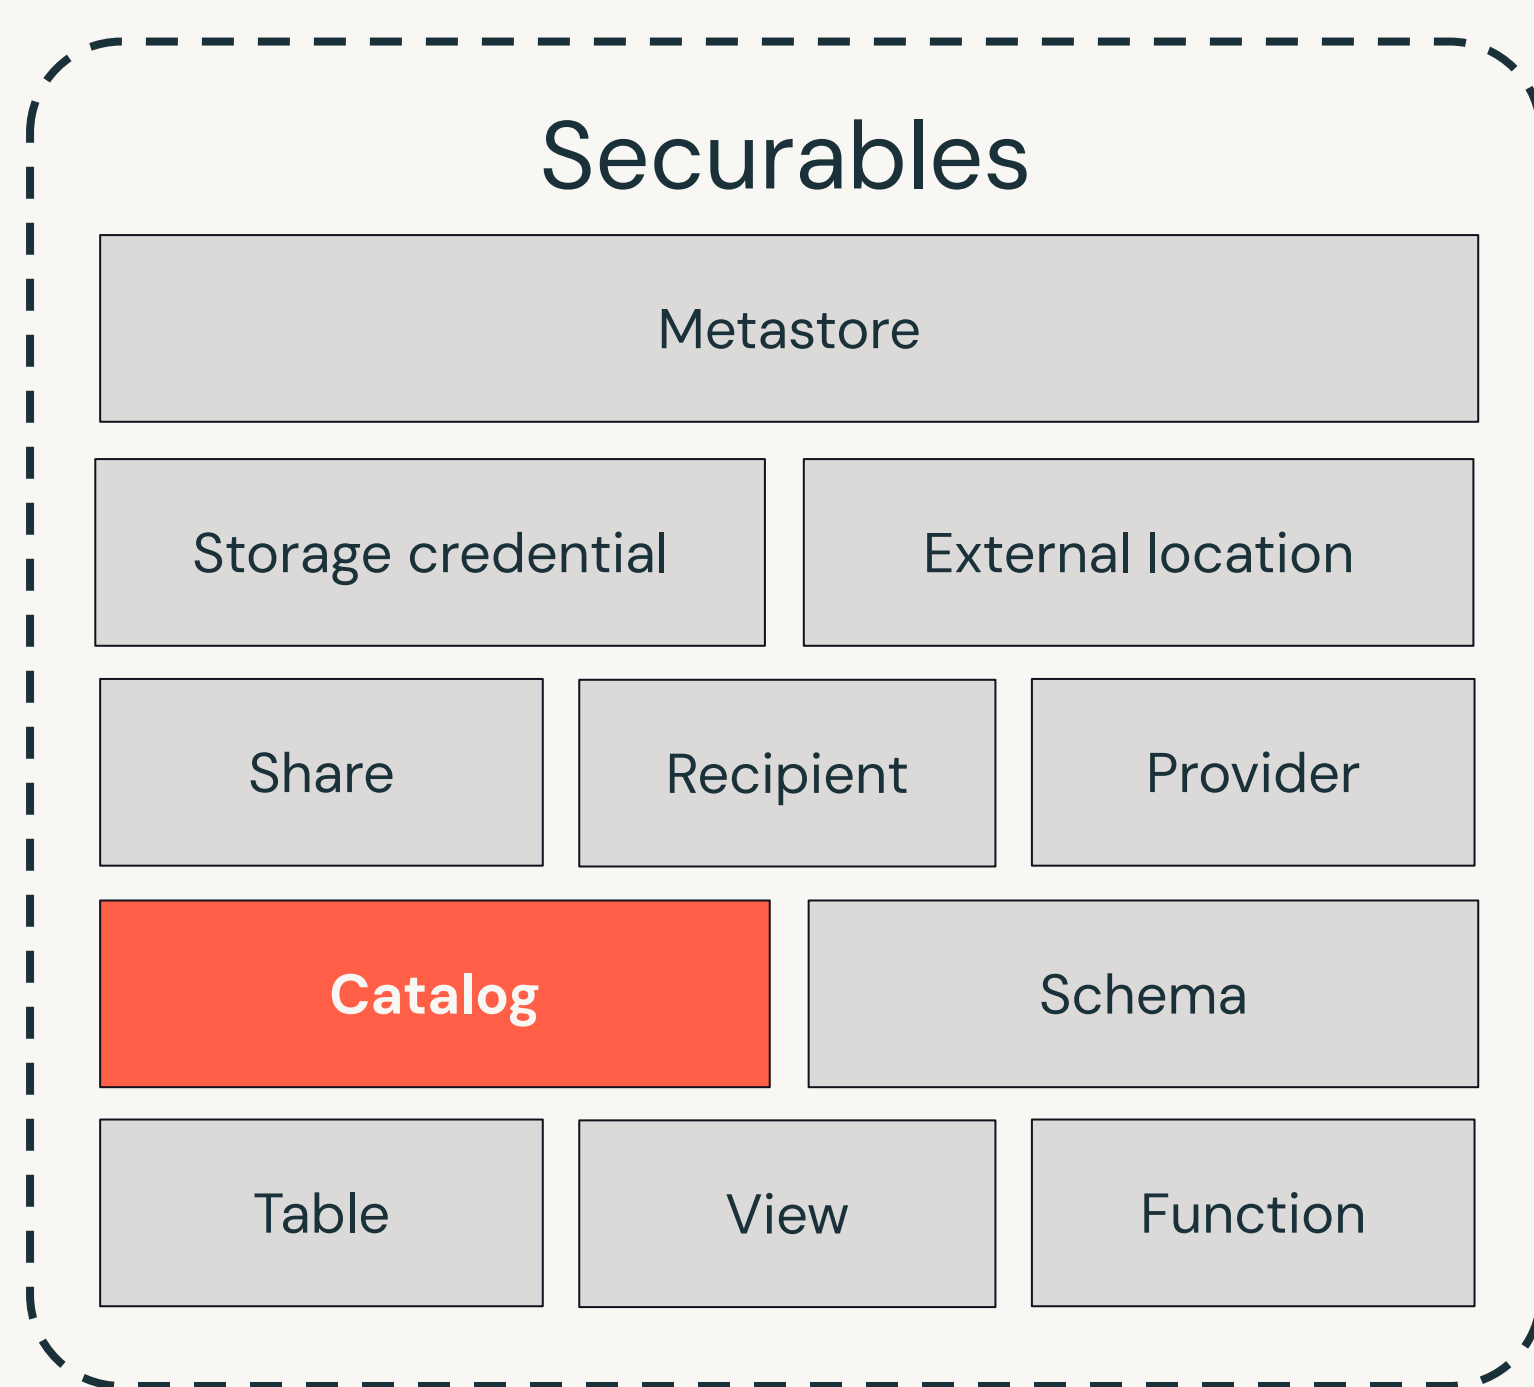 Securables
Metastore
Storage credential
External location
Share
Recipient
Provider
Catalog
Schema
Table
View
Function